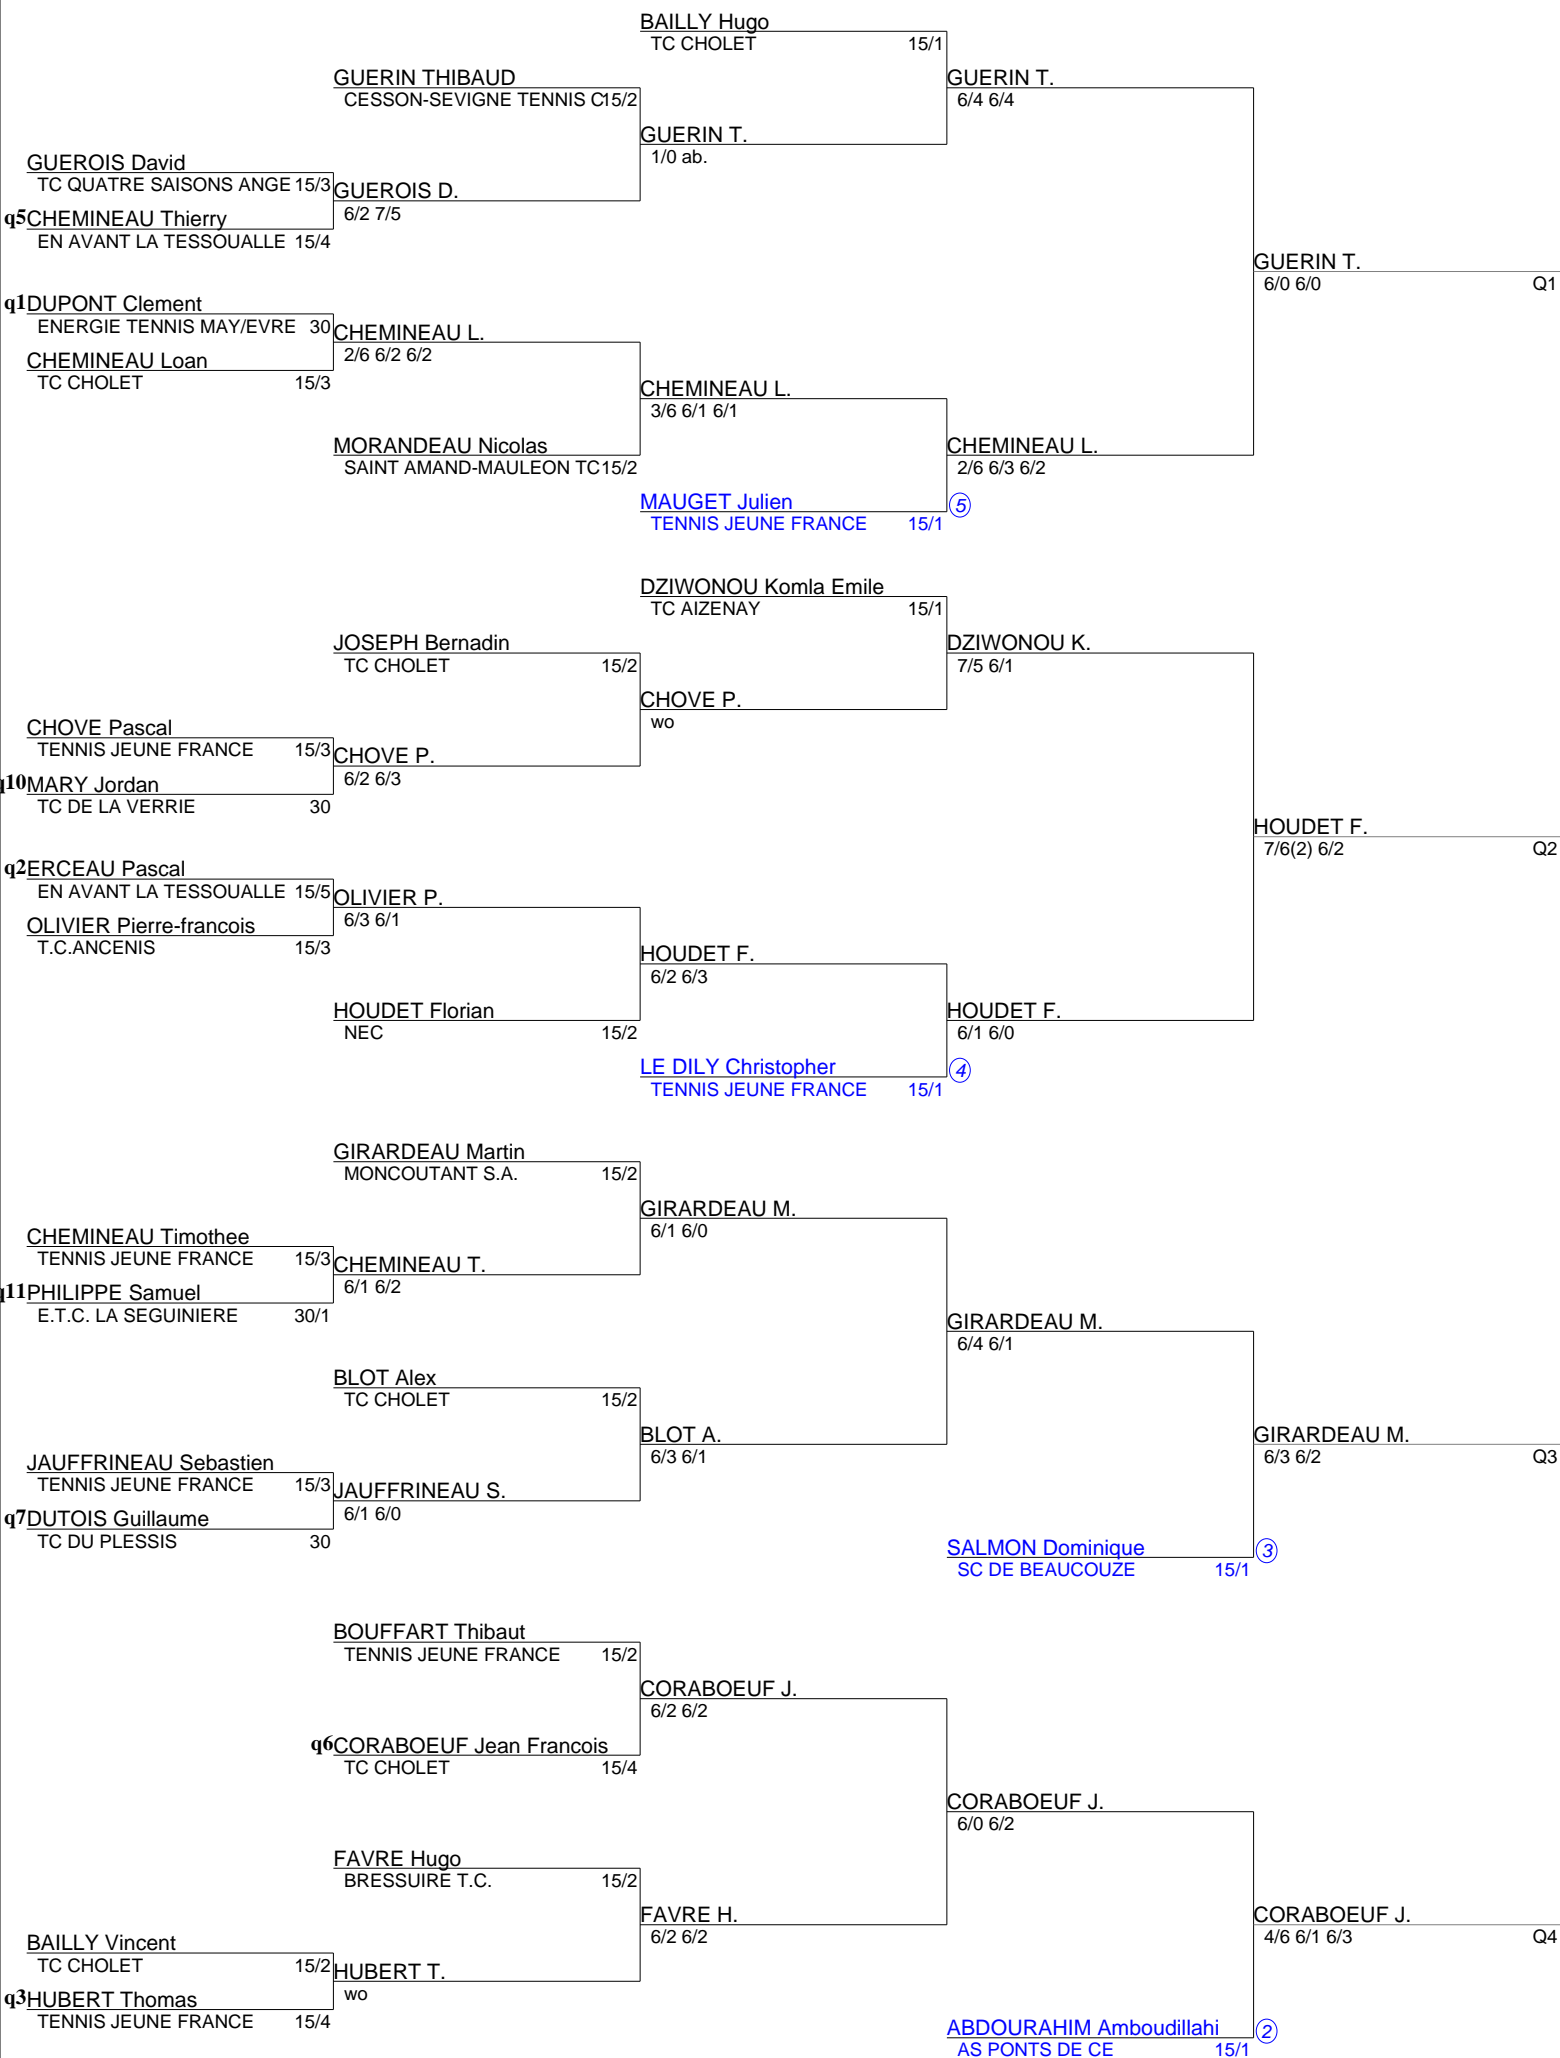 BAILLY Hugo
TC CHOLET 15/1
GUERIN THIBAUD
CESSON-SEVIGNE TENNIS C15/2
GUERIN T.
6/4 6/4
GUERIN T.
1/0 ab.
GUEROIS David
TC QUATRE SAISONS ANGE 15/3
GUEROIS D.
6/2 7/5
q5 CHEMINEAU Thierry
EN AVANT LA TESSOUALLE 15/4
GUERIN T.
6/0 6/0 Q1
q1 DUPONT Clement
ENERGIE TENNIS MAY/EVRE 30
CHEMINEAU L.
2/6 6/2 6/2
CHEMINEAU Loan
TC CHOLET 15/3
CHEMINEAU L.
3/6 6/1 6/1
MORANDEAU Nicolas
SAINT AMAND-MAULEON TC15/2
CHEMINEAU L.
2/6 6/3 6/2
MAUGET Julien 5
TENNIS JEUNE FRANCE 15/1
DZIWONOU Komla Emile
TC AIZENAY 15/1
JOSEPH Bernadin
TC CHOLET 15/2
DZIWONOU K.
7/5 6/1
CHOVE P.
wo
CHOVE Pascal
TENNIS JEUNE FRANCE 15/3
CHOVE P.
6/2 6/3
q10 MARY Jordan
TC DE LA VERRIE 30
HOUDET F.
7/6(2) 6/2 Q2
q2 ERCEAU Pascal
EN AVANT LA TESSOUALLE 15/5
OLIVIER P.
6/3 6/1
OLIVIER Pierre-francois
T.C.ANCENIS 15/3
HOUDET F.
6/2 6/3
HOUDET Florian
NEC 15/2
HOUDET F.
6/1 6/0
LE DILY Christopher 4
TENNIS JEUNE FRANCE 15/1
GIRARDEAU Martin
MONCOUTANT S.A. 15/2
GIRARDEAU M.
6/1 6/0
CHEMINEAU Timothee
TENNIS JEUNE FRANCE 15/3
CHEMINEAU T.
6/1 6/2
q11 PHILIPPE Samuel
E.T.C. LA SEGUINIERE 30/1
GIRARDEAU M.
6/4 6/1
BLOT Alex
TC CHOLET 15/2
BLOT A.
6/3 6/1
GIRARDEAU M.
6/3 6/2 Q3
JAUFFRINEAU Sebastien
TENNIS JEUNE FRANCE 15/3
JAUFFRINEAU S.
6/1 6/0
q7 DUTOIS Guillaume
TC DU PLESSIS 30
SALMON Dominique 3
SC DE BEAUCOUZE 15/1
BOUFFART Thibaut
TENNIS JEUNE FRANCE 15/2
CORABOEUF J.
6/2 6/2
q6 CORABOEUF Jean Francois
TC CHOLET 15/4
CORABOEUF J.
6/0 6/2
FAVRE Hugo
BRESSUIRE T.C. 15/2
FAVRE H.
6/2 6/2
CORABOEUF J.
4/6 6/1 6/3 Q4
BAILLY Vincent
TC CHOLET 15/2
HUBERT T.
wo
q3 HUBERT Thomas
TENNIS JEUNE FRANCE 15/4
ABDOURAHIM Amboudillahi 2
AS PONTS DE CE 15/1